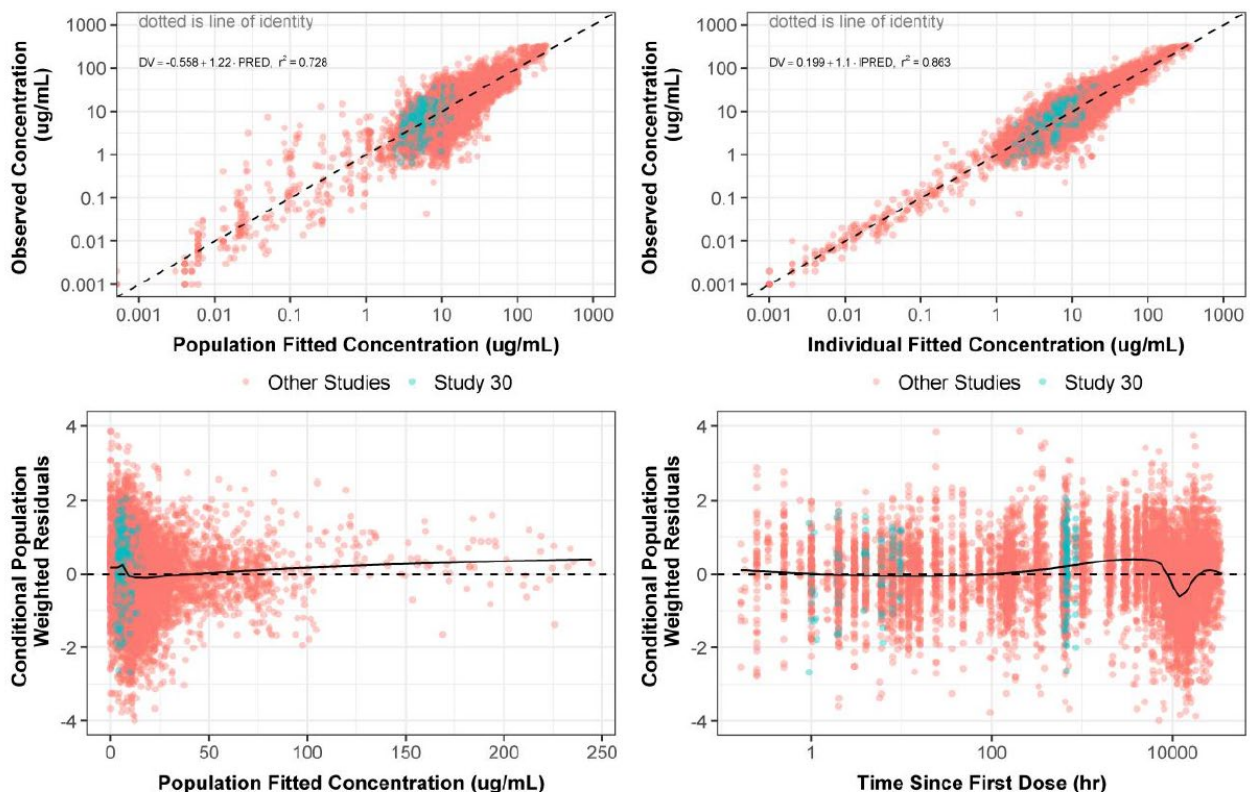 dotted is line of identity
DV = -0.558 + 1.22 · PRED, r² = 0.728
Observed Concentration
(ug/mL)
1000
100
10
1
0.1
0.01
0.001
0.001 0.01 0.1 1 10 100 1000
Population Fitted Concentration (ug/mL)
Other Studies Study 30
dotted is line of identity
DV = 0.199 + 1.1 · IPRED, r² = 0.863
Observed Concentration
(ug/mL)
1000
100
10
1
0.1
0.01
0.001
0.001 0.01 0.1 1 10 100 1000
Individual Fitted Concentration (ug/mL)
Other Studies Study 30
Conditional Population
Weighted Residuals
4
2
0
-2
-4
0 50 100 150 200 250
Population Fitted Concentration (ug/mL)
Conditional Population
Weighted Residuals
4
2
0
-2
-4
1 100 10000
Time Since First Dose (hr)